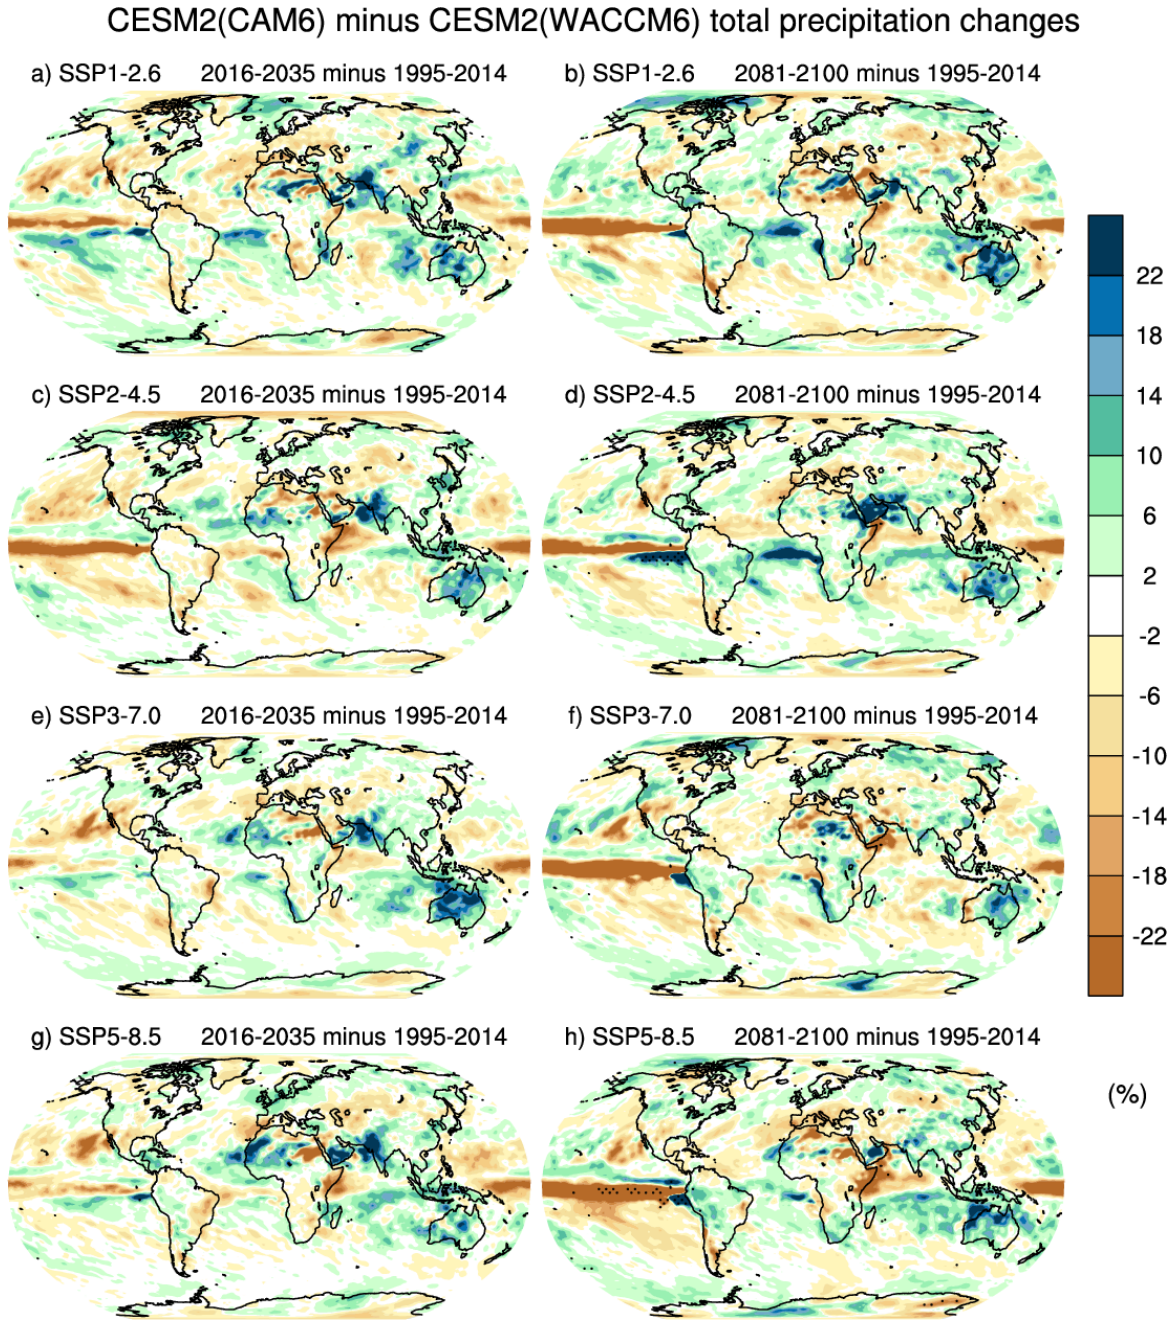 CESM2(CAM6) minus CESM2(WACCM6) total precipitation changes
a) SSP1-2.6 2016-2035 minus 1995-2014
b) SSP1-2.6 2081-2100 minus 1995-2014
c) SSP2-4.5 2016-2035 minus 1995-2014
d) SSP2-4.5 2081-2100 minus 1995-2014
e) SSP3-7.0 2016-2035 minus 1995-2014
f) SSP3-7.0 2081-2100 minus 1995-2014
g) SSP5-8.5 2016-2035 minus 1995-2014
h) SSP5-8.5 2081-2100 minus 1995-2014
22
18
14
10
6
2
-2
-6
-10
-14
-18
-22
(%)